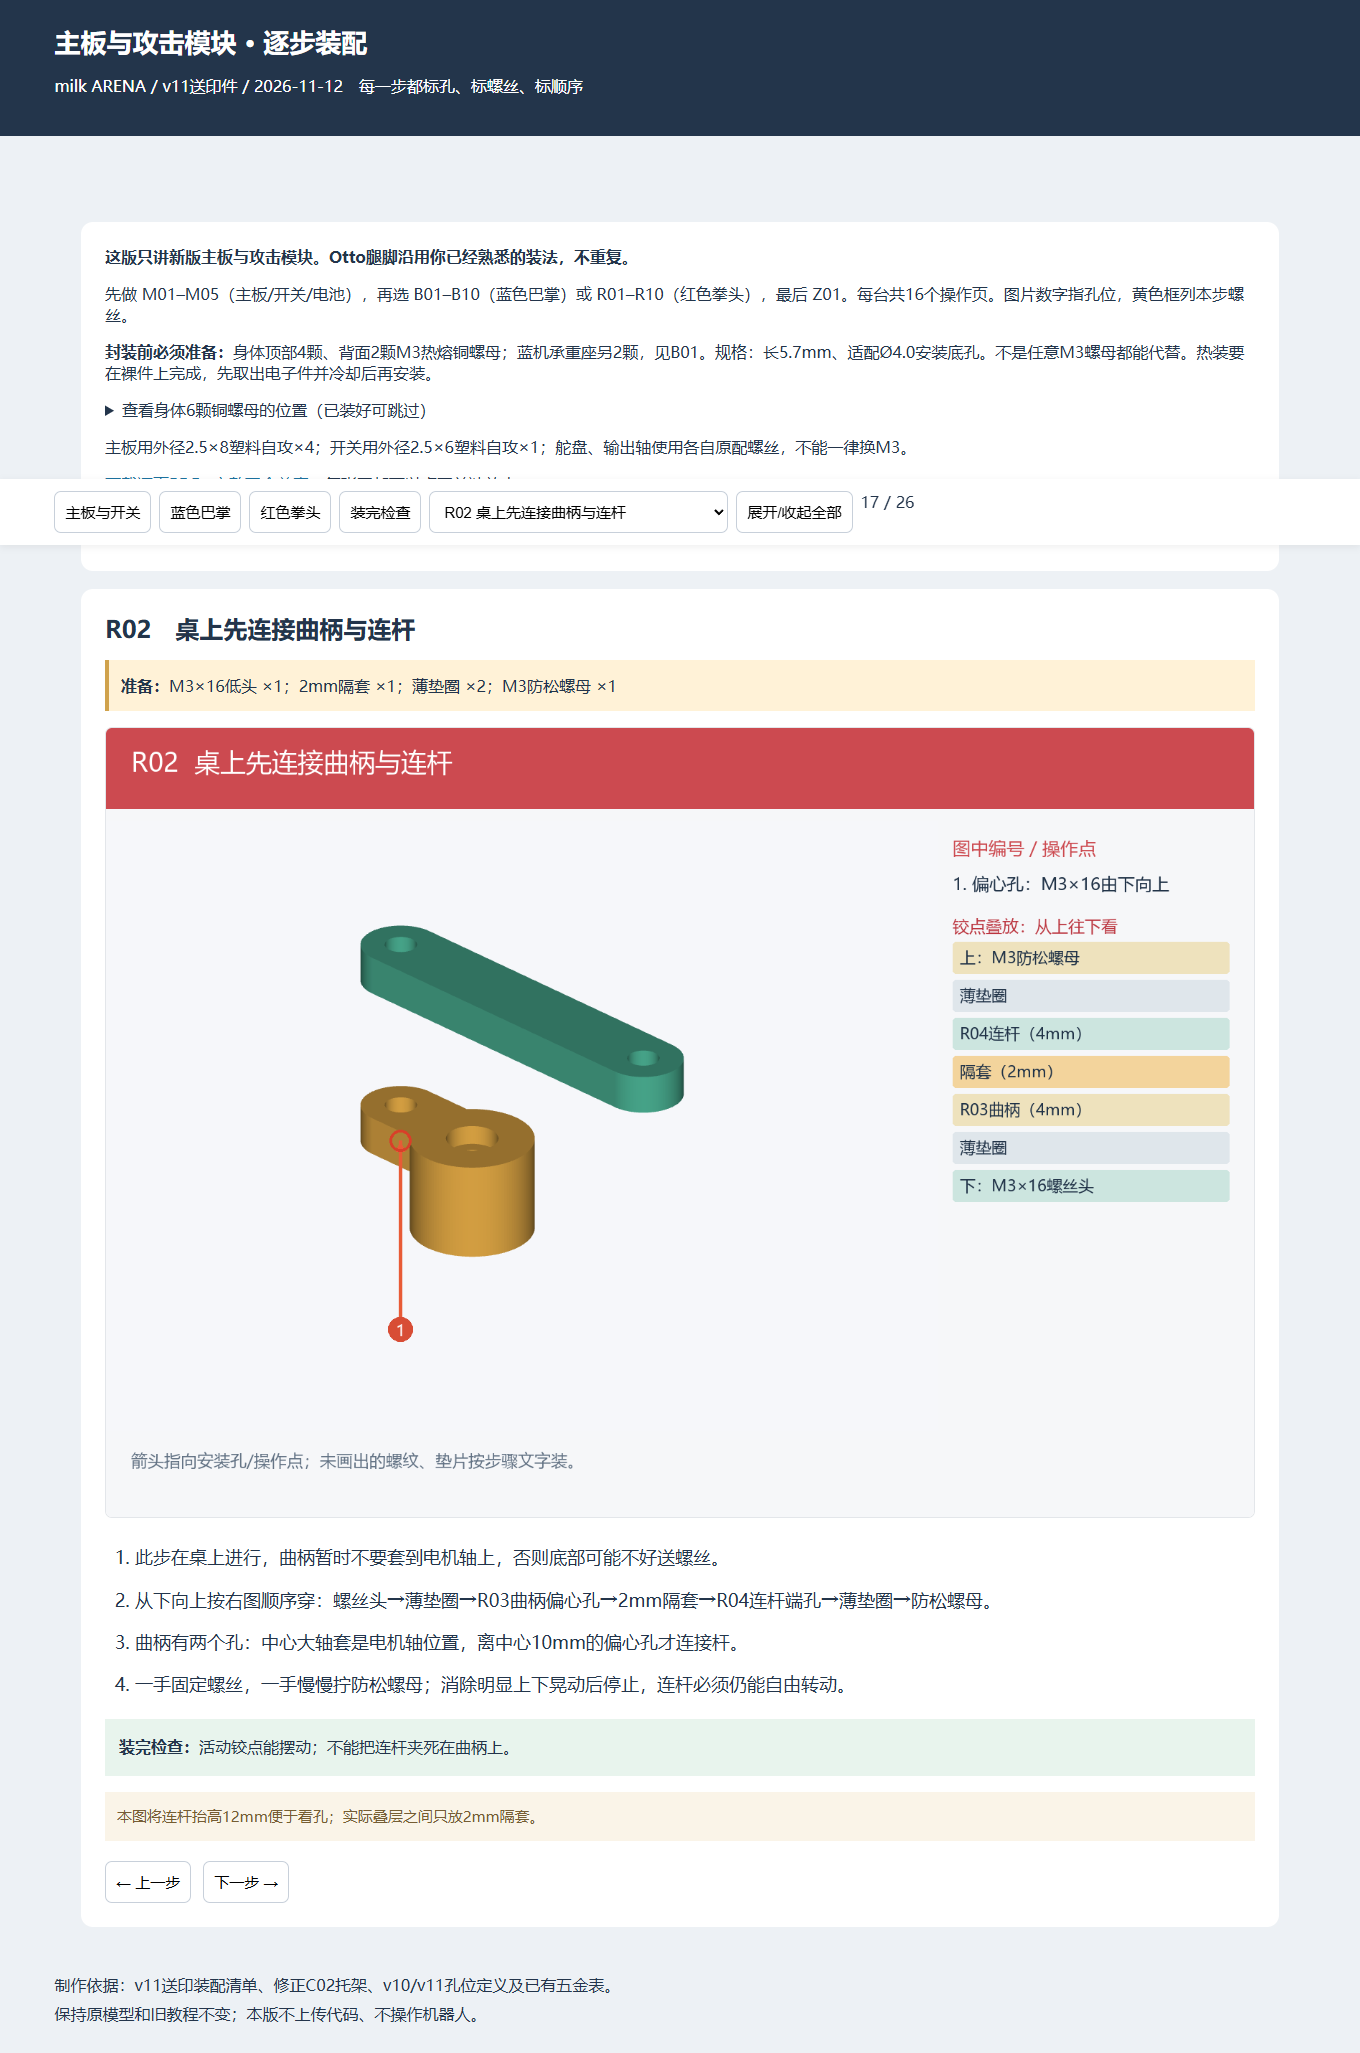 主板与攻击模块 · 逐步装配
milk ARENA / v11送印件 / 2026-11-12　每一步都标孔、标螺丝、标顺序
这版只讲新版主板与攻击模块。Otto腿脚沿用你已经熟悉的装法，不重复。
先做 M01–M05（主板/开关/电池），再选 B01–B10（蓝色巴掌）或 R01–R10（红色拳头），最后 Z01。每台共16个操作页。图片数字指孔位，黄色框列本步螺
丝。
封装前必须准备：身体顶部4颗、背面2颗M3热熔铜螺母；蓝机承重座另2颗，见B01。规格：长5.7mm、适配Ø4.0安装底孔。不是任意M3螺母都能代替。热装要
在裸件上完成，先取出电子件并冷却后再安装。
▶ 查看身体6颗铜螺母的位置（已装好可跳过）
主板用外径2.5×8塑料自攻×4；开关用外径2.5×6塑料自攻×1；舵盘、输出轴使用各自原配螺丝，不能一律换M3。
主板与开关 蓝色巴掌 红色拳头 装完检查 R02 桌上先连接曲柄与连杆 展开/收起全部 17 / 26
R02　桌上先连接曲柄与连杆
准备：M3×16低头 ×1；2mm隔套 ×1；薄垫圈 ×2；M3防松螺母 ×1
R02 桌上先连接曲柄与连杆
图中编号 / 操作点
1. 偏心孔：M3×16由下向上
铰点叠放：从上往下看
上：M3防松螺母
薄垫圈
R04连杆（4mm）
隔套（2mm）
R03曲柄（4mm）
薄垫圈
下：M3×16螺丝头
1
箭头指向安装孔/操作点；未画出的螺纹、垫片按步骤文字装。
1. 此步在桌上进行，曲柄暂时不要套到电机轴上，否则底部可能不好送螺丝。
2. 从下向上按右图顺序穿：螺丝头→薄垫圈→R03曲柄偏心孔→2mm隔套→R04连杆端孔→薄垫圈→防松螺母。
3. 曲柄有两个孔：中心大轴套是电机轴位置，离中心10mm的偏心孔才连接杆。
4. 一手固定螺丝，一手慢慢拧防松螺母；消除明显上下晃动后停止，连杆必须仍能自由转动。
装完检查：活动铰点能摆动；不能把连杆夹死在曲柄上。
本图将连杆抬高12mm便于看孔；实际叠层之间只放2mm隔套。
← 上一步 下一步 →
制作依据：v11送印装配清单、修正C02托架、v10/v11孔位定义及已有五金表。
保持原模型和旧教程不变；本版不上传代码、不操作机器人。